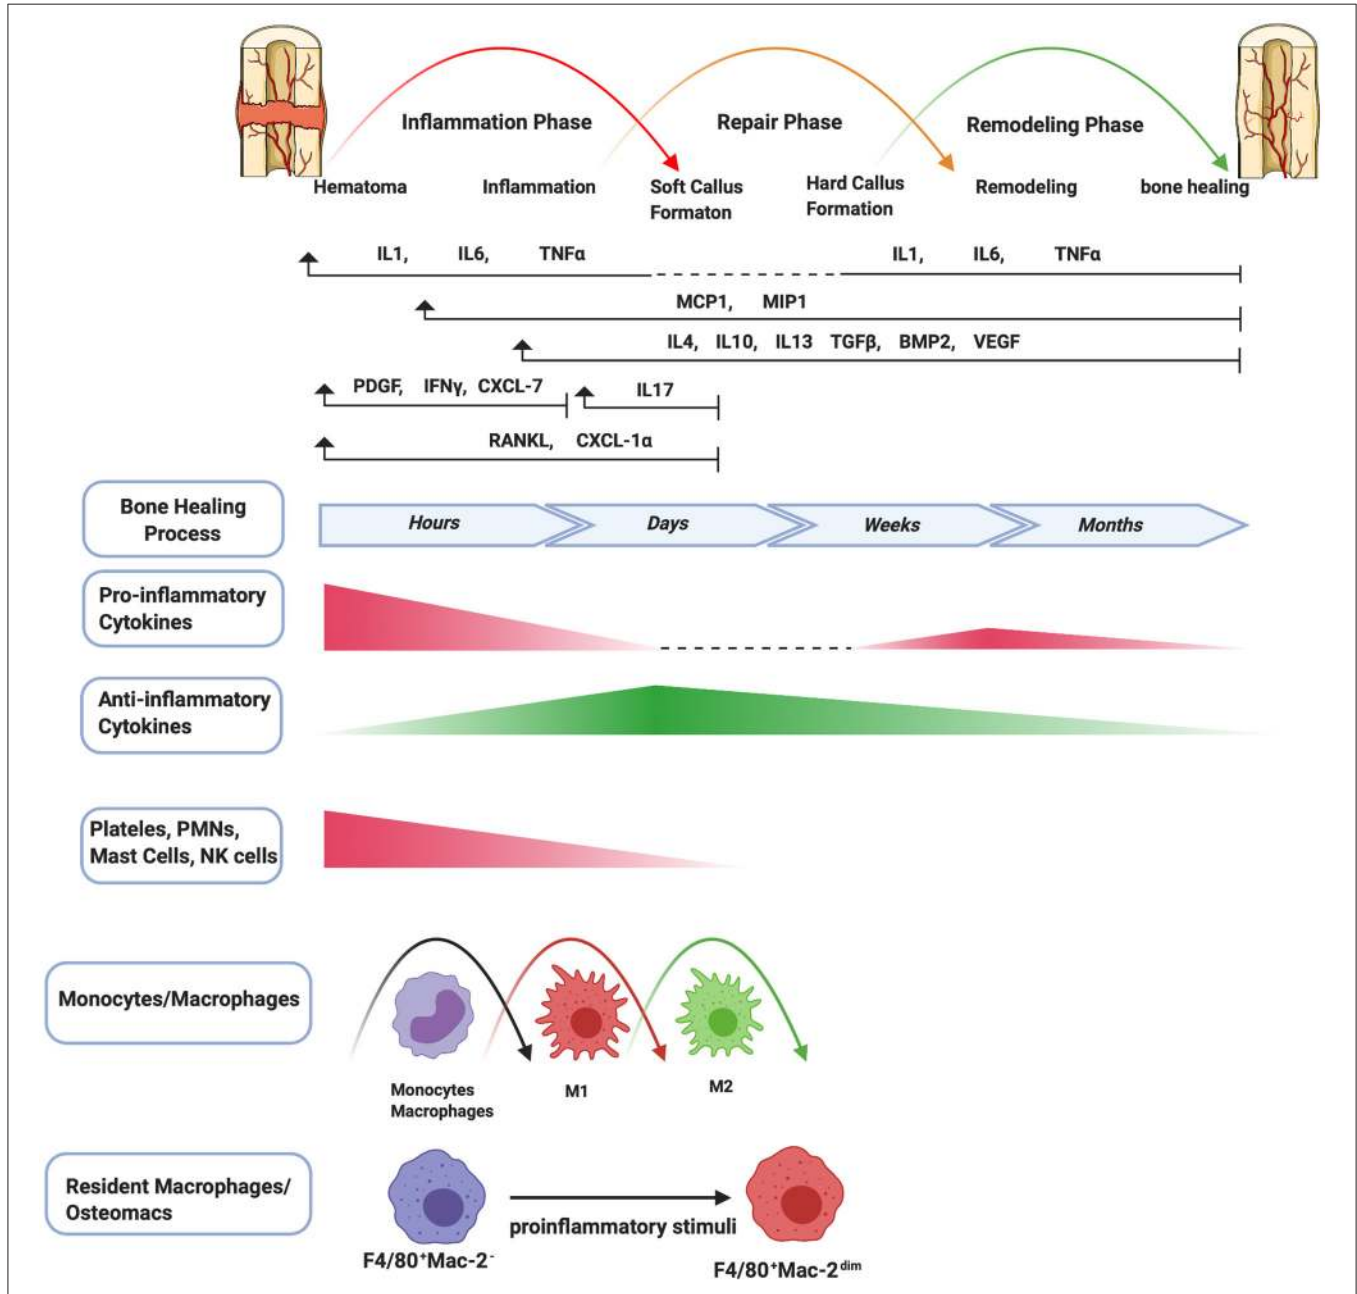 Inflammation Phase
Repair Phase
Remodeling Phase
Hematoma
Inflammation
Soft Callus
Formaton
Hard Callus
Formation
Remodeling
bone healing
IL1, IL6, TNFα
IL1, IL6, TNFα
MCP1, MIP1
IL4, IL10, IL13 TGFβ, BMP2, VEGF
PDGF, IFNγ, CXCL-7
IL17
RANKL, CXCL-1α
Bone Healing
Process
Hours
Days
Weeks
Months
Pro-inflammatory
Cytokines
Anti-inflammatory
Cytokines
Plateles, PMNs,
Mast Cells, NK cells
Monocytes/Macrophages
Monocytes
Macrophages
M1
M2
Resident Macrophages/
Osteomacs
proinflammatory stimuli
F4/80⁺Mac-2⁻
F4/80⁺Mac-2ᵈⁱᵐ